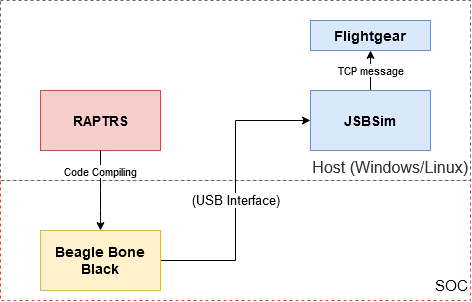 Flightgear
TCP message
RAPTRS
JSBSim
Code Compiling
Host (Windows/Linux)
(USB Interface)
Beagle Bone
Black
SOC